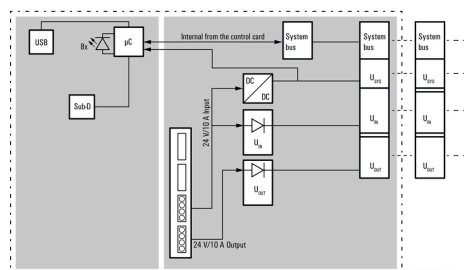 USB
8x
µC
Sub-D
Internal from the control card
System
bus
System
bus
System
bus
DC
DC
U SYS
U SYS
24 V/10 A Input
U IN
U IN
U IN
U OUT
U OUT
U OUT
24 V/10 A Output